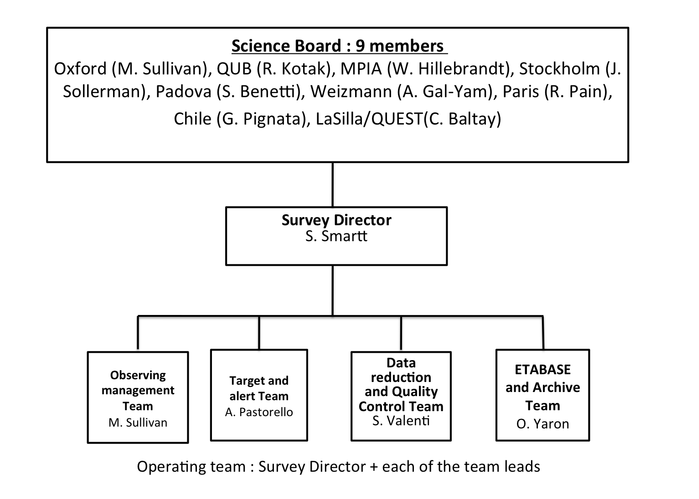 Science Board : 9 members
Oxford (M. Sullivan), QUB (R. Kotak), MPIA (W. Hillebrandt), Stockholm (J.
Sollerman), Padova (S. Benetti), Weizmann (A. Gal-Yam), Paris (R. Pain),
Chile (G. Pignata), LaSilla/QUEST(C. Baltay)
Survey Director
S. Smartt
Observing
management
Team
M. Sullivan
Target and
alert Team
A. Pastorello
Data
reduction
and Quality
Control Team
S. Valenti
ETABASE
and Archive
Team
O. Yaron
Operating team : Survey Director + each of the team leads